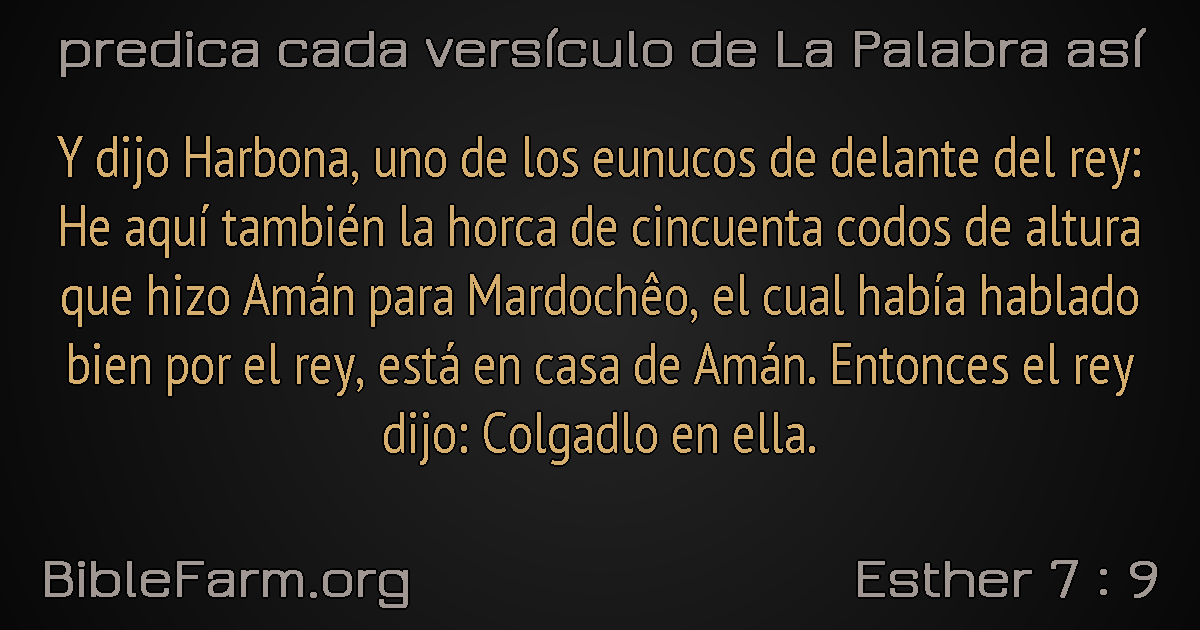 predica cada versículo de La Palabra así
Y dijo Harbona, uno de los eunucos de delante del rey:
He aquí también la horca de cincuenta codos de altura
que hizo Amán para Mardochêo, el cual había hablado
bien por el rey, está en casa de Amán. Entonces el rey
dijo: Colgadlo en ella.
BibleFarm.org
Esther 7 : 9